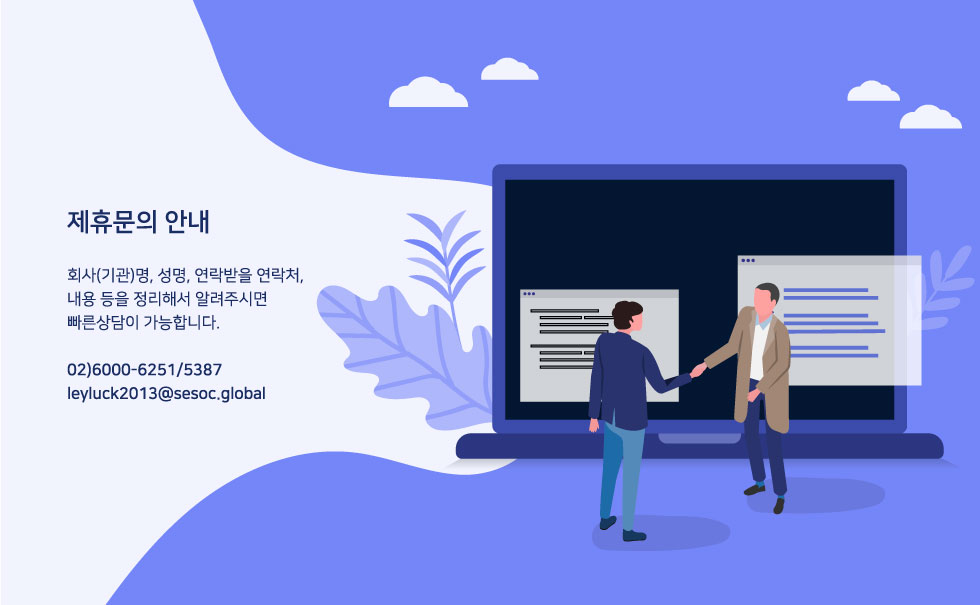 제휴문의 안내
회사(기관)명, 성명, 연락받을 연락처,
내용 등을 정리해서 알려주시면
빠른상담이 가능합니다.
02)6000-6251/5387
leyluck2013@sesoc.global